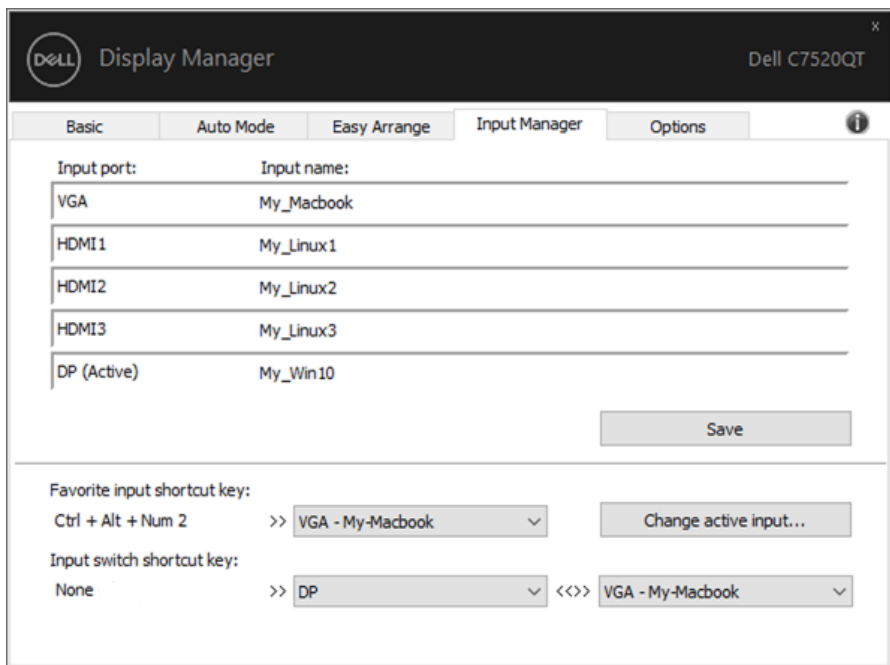 x
DELL Display Manager Dell C7520QT
Basic Auto Mode Easy Arrange Input Manager Options i
Input port: Input name:
VGA My_Macbook
HDMI1 My_Linux1
HDMI2 My_Linux2
HDMI3 My_Linux3
DP (Active) My_Win10
Save
Favorite input shortcut key:
Ctrl + Alt + Num 2 >> VGA - My-Macbook Change active input...
Input switch shortcut key:
None >> DP <<>> VGA - My-Macbook